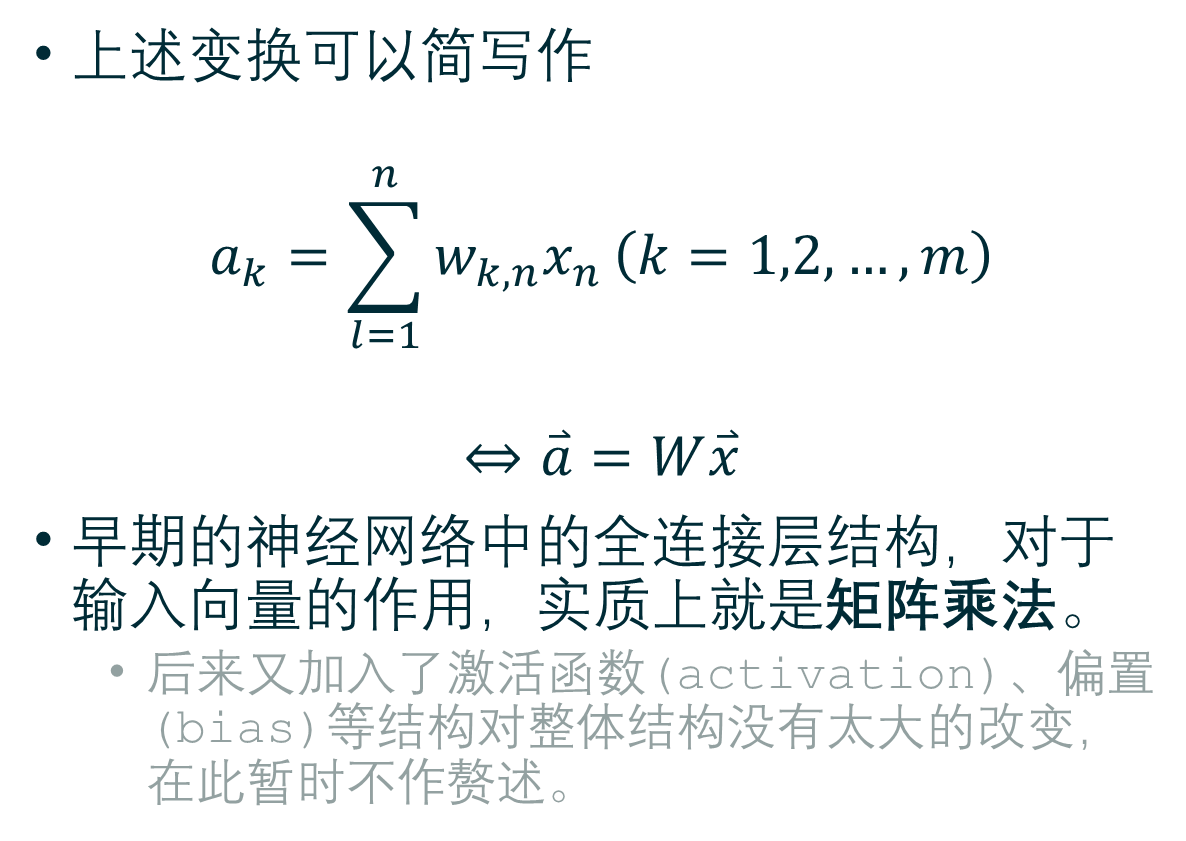 • 上述变换可以简写作
n
a_k = ∑ w_{k,n} x_n (k = 1,2, … , m)
l=1
⇔ a⃗ = W x⃗
• 早期的神经网络中的全连接层结构，对于
输入向量的作用，实质上就是矩阵乘法。
• 后来又加入了激活函数(activation)、偏置
(bias)等结构对整体结构没有太大的改变，
在此暂时不作赘述。